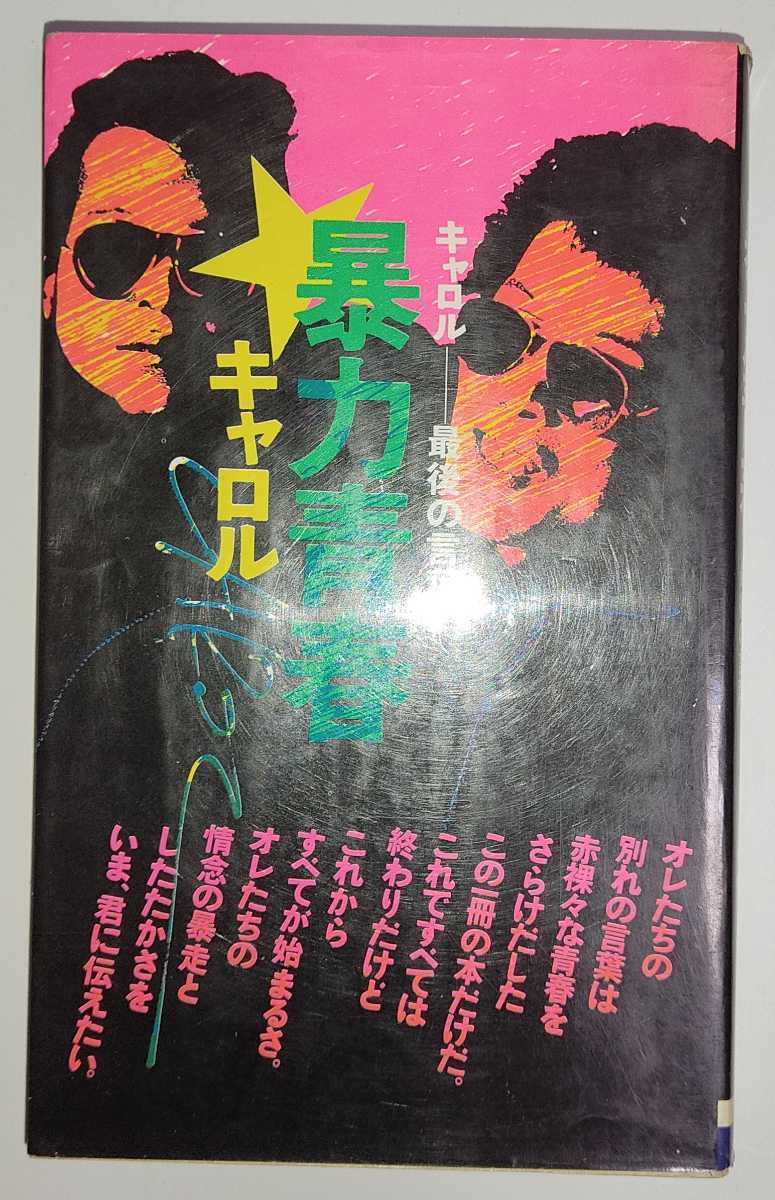 キャロル──最後の言
暴力青春
キャロル
オレたちの
別れの言葉は
赤裸々な青春を
さらけだした
この一冊の本だけだ。
これですべては
終わりだけど
これから
すべてが始まるさ。
オレたちの
情念の暴走と
したたかさを
いま、君に伝えたい。